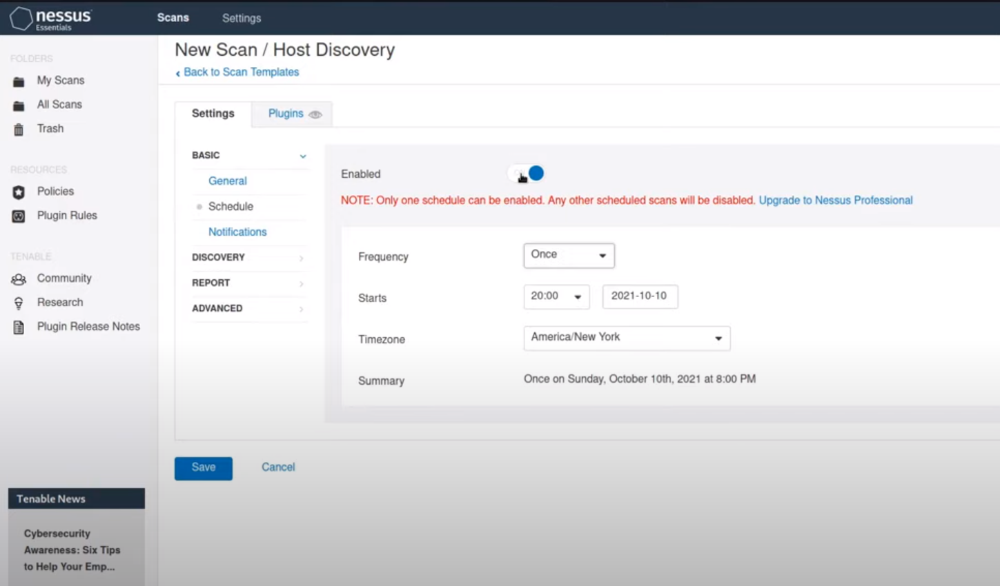 nessus
Essentials
Scans
Settings
FOLDERS
My Scans
All Scans
Trash
RESOURCES
Policies
Plugin Rules
TENABLE
Community
Research
Plugin Release Notes
Tenable News
Cybersecurity
Awareness: Six Tips
to Help Your Emp...
New Scan / Host Discovery
Back to Scan Templates
Settings
Plugins
BASIC
General
Schedule
Notifications
DISCOVERY
REPORT
ADVANCED
Enabled
NOTE: Only one schedule can be enabled. Any other scheduled scans will be disabled. Upgrade to Nessus Professional
Frequency
Once
Starts
20:00
2021-10-10
Timezone
America/New York
Summary
Once on Sunday, October 10th, 2021 at 8:00 PM
Save
Cancel